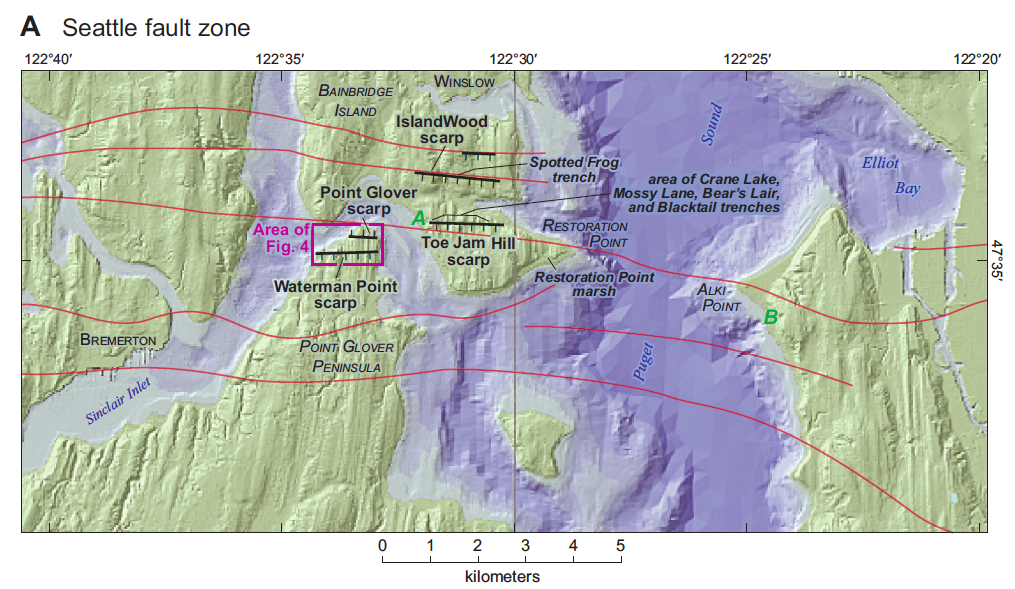 A Seattle fault zone
122°40' 122°35' 122°30' 122°25' 122°20'
BAINBRIDGE
ISLAND
WINSLOW
IslandWood
scarp
Sound
Spotted Frog
trench
Elliot
Bay
area of Crane Lake,
Mossy Lane, Bear's Lair,
and Blacktail trenches
Point Glover
scarp
A
Area of
Fig. 4
RESTORATION
POINT
Toe Jam Hill
scarp
47°35'
Restoration Point
marsh
Waterman Point
scarp
ALKI
POINT
B
BREMERTON
POINT GLOVER
PENINSULA
Puget
Sinclair Inlet
0 1 2 3 4 5
kilometers